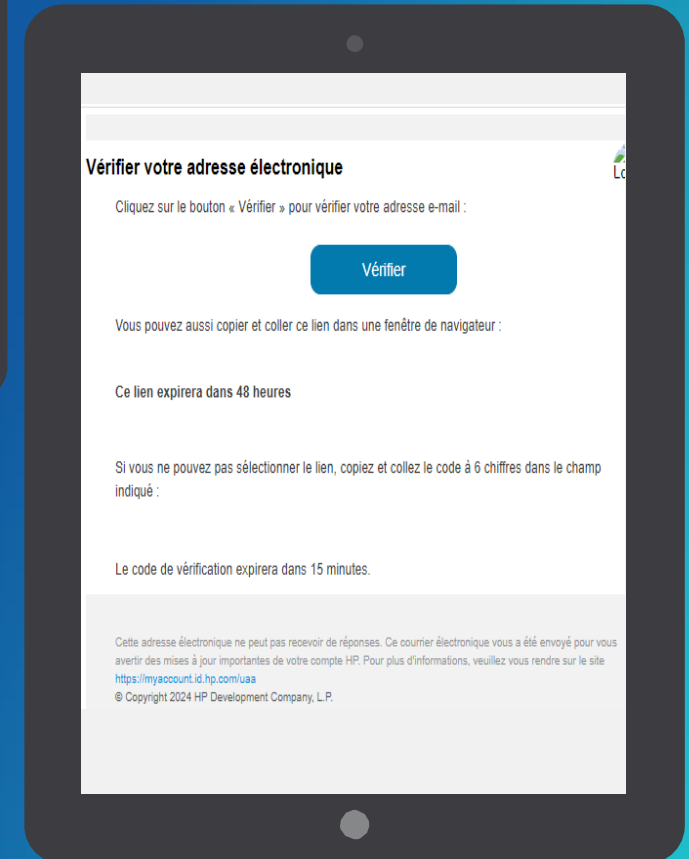 Vérifier votre adresse électronique
Cliquez sur le bouton « Vérifier » pour vérifier votre adresse e-mail :
Vérifier
Vous pouvez aussi copier et coller ce lien dans une fenêtre de navigateur :
Ce lien expirera dans 48 heures
Si vous ne pouvez pas sélectionner le lien, copiez et collez le code à 6 chiffres dans le champ
indiqué :
Le code de vérification expirera dans 15 minutes.
Cette adresse électronique ne peut pas recevoir de réponses. Ce courrier électronique vous a été envoyé pour vous
avertir des mises à jour importantes de votre compte HP. Pour plus d'informations, veuillez vous rendre sur le site
https://myaccount.id.hp.com/uaa
© Copyright 2024 HP Development Company, L.P.